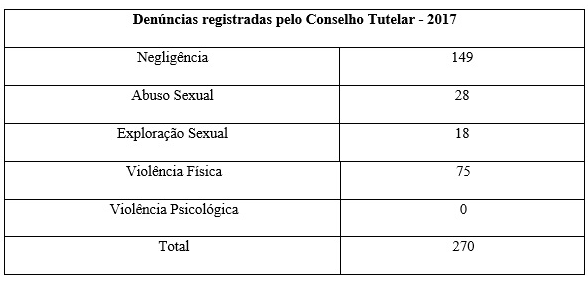 Denúncias registradas pelo Conselho Tutelar - 2017
Negligência 149
Abuso Sexual 28
Exploração Sexual 18
Violência Física 75
Violência Psicológica 0
Total 270